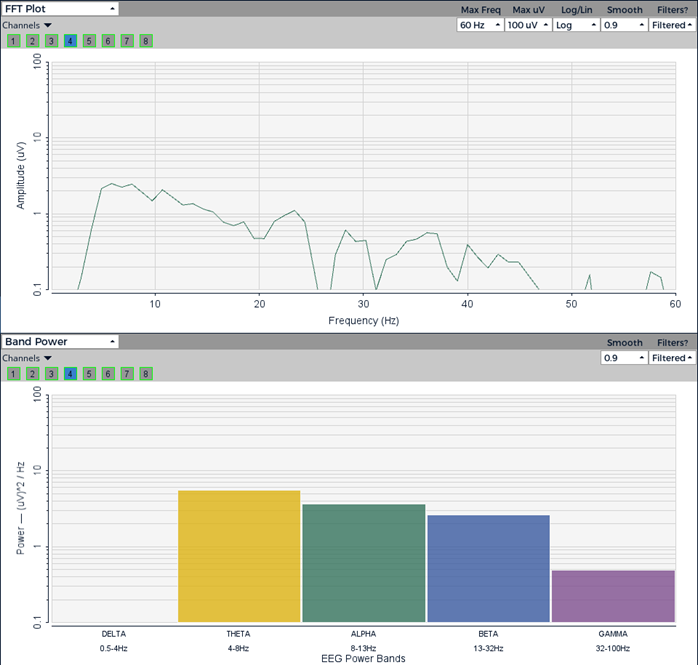 FFT Plot
Max Freq Max uV Log/Lin Smooth Filters?
Channels 60 Hz 100 uV Log 0.9 Filtered
1 2 3 4 5 6 7 8
100
10
1
0.1
Amplitude (uV)
10 20 30 40 50 60
Frequency (Hz)
Band Power
Smooth Filters?
Channels 0.9 Filtered
1 2 3 4 5 6 7 8
100
10
1
0.1
Power — (uV)^2 / Hz
DELTA THETA ALPHA BETA GAMMA
0.5-4Hz 4-8Hz 8-13Hz 13-32Hz 32-100Hz
EEG Power Bands